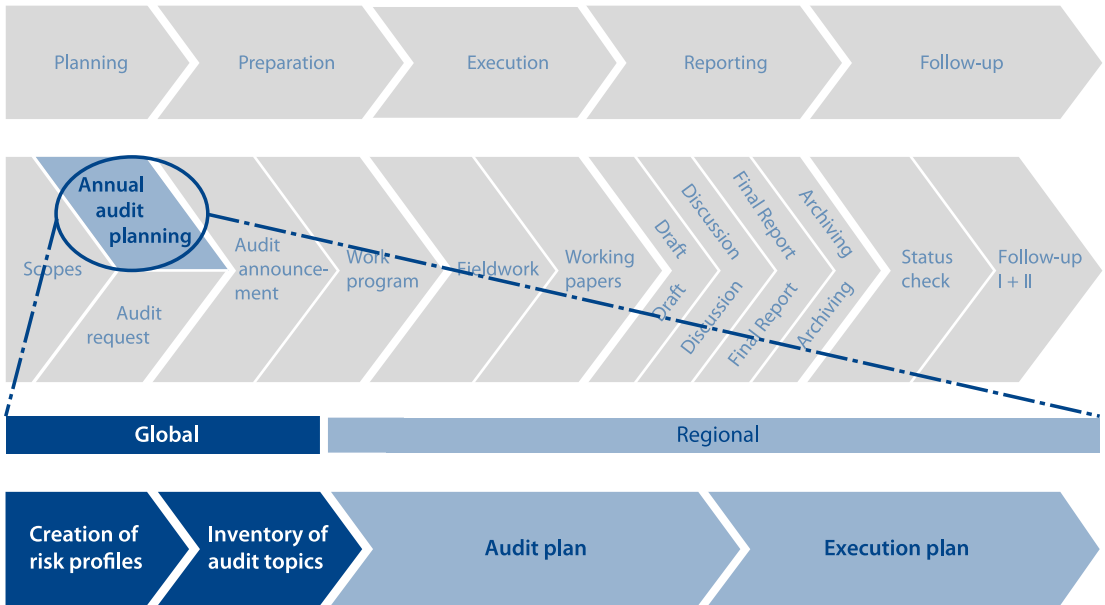 Planning
Preparation
Execution
Reporting
Follow-up
Annual
audit
planning
Scopes
Audit
request
Audit
announce-
ment
Work
program
Fieldwork
Working
papers
Draft
Discussion
Final Report
Archiving
Draft
Discussion
Final Report
Archiving
Status
check
Follow-up
I + II
Global
Regional
Creation of
risk profiles
Inventory of
audit topics
Audit plan
Execution plan